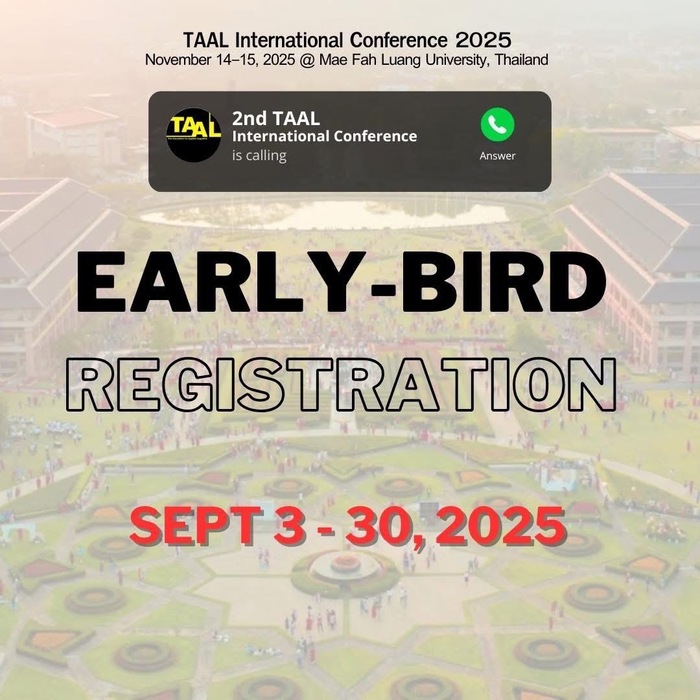 TAAL International Conference 2025
November 14–15, 2025 @ Mae Fah Luang University, Thailand
TAAL
2nd TAAL
International Conference
is calling
Answer
EARLY-BIRD
REGISTRATION
SEPT 3 - 30, 2025